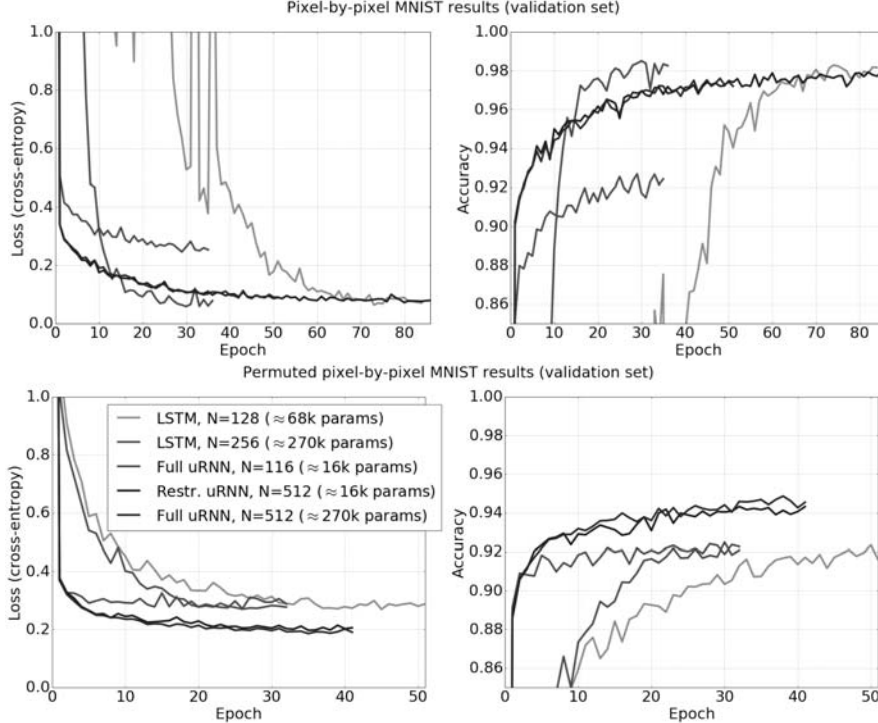 Pixel-by-pixel MNIST results (validation set)
1.0
0.8
0.6
0.4
0.2
0.0
Loss (cross-entropy)
0 10 20 30 40 50 60 70 80
Epoch
1.00
0.98
0.96
0.94
0.92
0.90
0.88
0.86
Accuracy
0 10 20 30 40 50 60 70 80
Epoch
Permuted pixel-by-pixel MNIST results (validation set)
1.0
0.8
0.6
0.4
0.2
0.0
Loss (cross-entropy)
LSTM, N=128 (≈68k params)
LSTM, N=256 (≈270k params)
Full uRNN, N=116 (≈16k params)
Restr. uRNN, N=512 (≈16k params)
Full uRNN, N=512 (≈270k params)
0 10 20 30 40 50
Epoch
1.00
0.98
0.96
0.94
0.92
0.90
0.88
0.86
Accuracy
0 10 20 30 40 50
Epoch